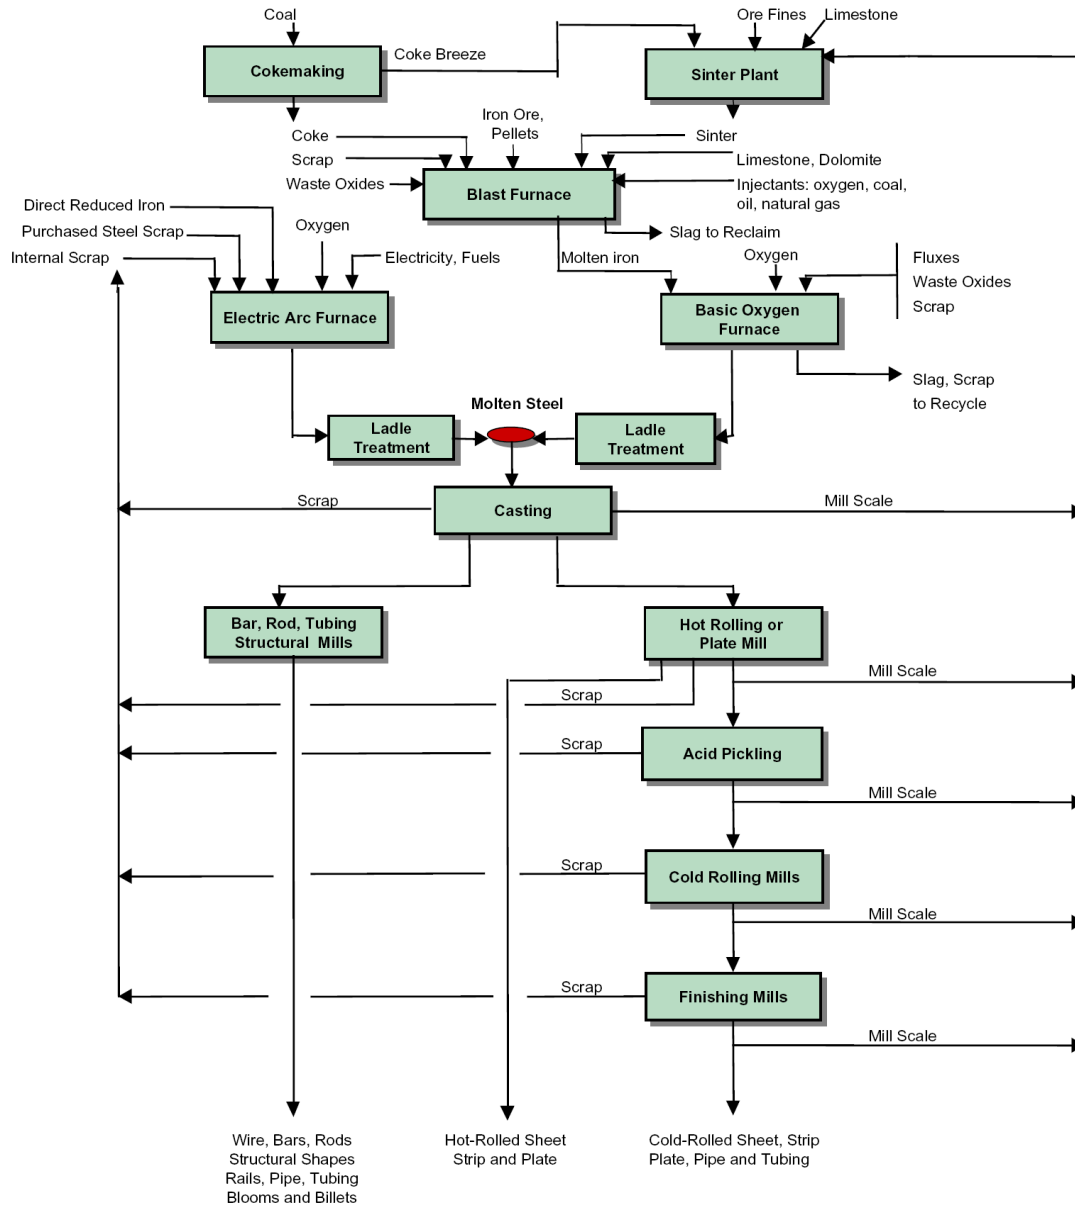 Coal
Ore Fines
Limestone
Coke Breeze
Cokemaking
Sinter Plant
Iron Ore,
Pellets
Coke
Sinter
Scrap
Limestone, Dolomite
Waste Oxides
Blast Furnace
Injectants: oxygen, coal,
oil, natural gas
Direct Reduced Iron
Purchased Steel Scrap
Oxygen
Slag to Reclaim
Internal Scrap
Electricity, Fuels
Molten iron
Oxygen
Fluxes
Waste Oxides
Scrap
Electric Arc Furnace
Basic Oxygen
Furnace
Slag, Scrap
to Recycle
Molten Steel
Ladle
Treatment
Ladle
Treatment
Scrap
Casting
Mill Scale
Bar, Rod, Tubing
Structural Mills
Hot Rolling or
Plate Mill
Mill Scale
Scrap
Scrap
Acid Pickling
Mill Scale
Scrap
Cold Rolling Mills
Mill Scale
Scrap
Finishing Mills
Mill Scale
Wire, Bars, Rods
Structural Shapes
Rails, Pipe, Tubing
Blooms and Billets
Hot-Rolled Sheet
Strip and Plate
Cold-Rolled Sheet, Strip
Plate, Pipe and Tubing